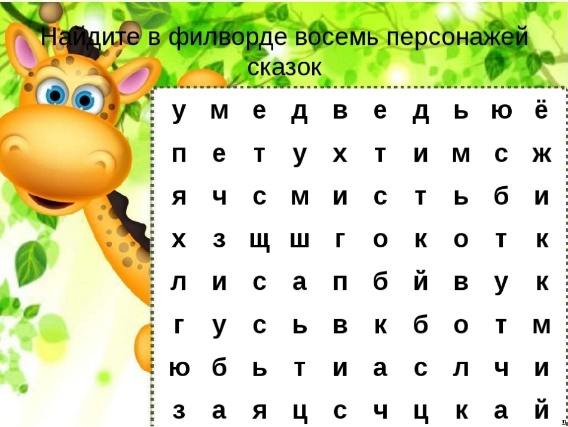 Найдите в филворде восемь персонажей
сказок
у м е д в е д ь ю ё
п е т у х т и м с ж
я ч с м и с т ь б и
х з щ ш г о к о т к
л и с а п б й в у к
г у с ь в к б о т м
ю б ь т и а с л ч и
з а я ц с ч ц к а й